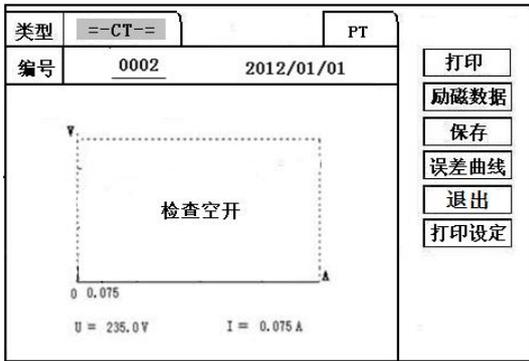 类型 =-CT-= PT
编号 0002 2012/01/01
V
检查空开
A
0 0.075
U = 235.0V I = 0.075A
打印
励磁数据
保存
误差曲线
退出
打印设定